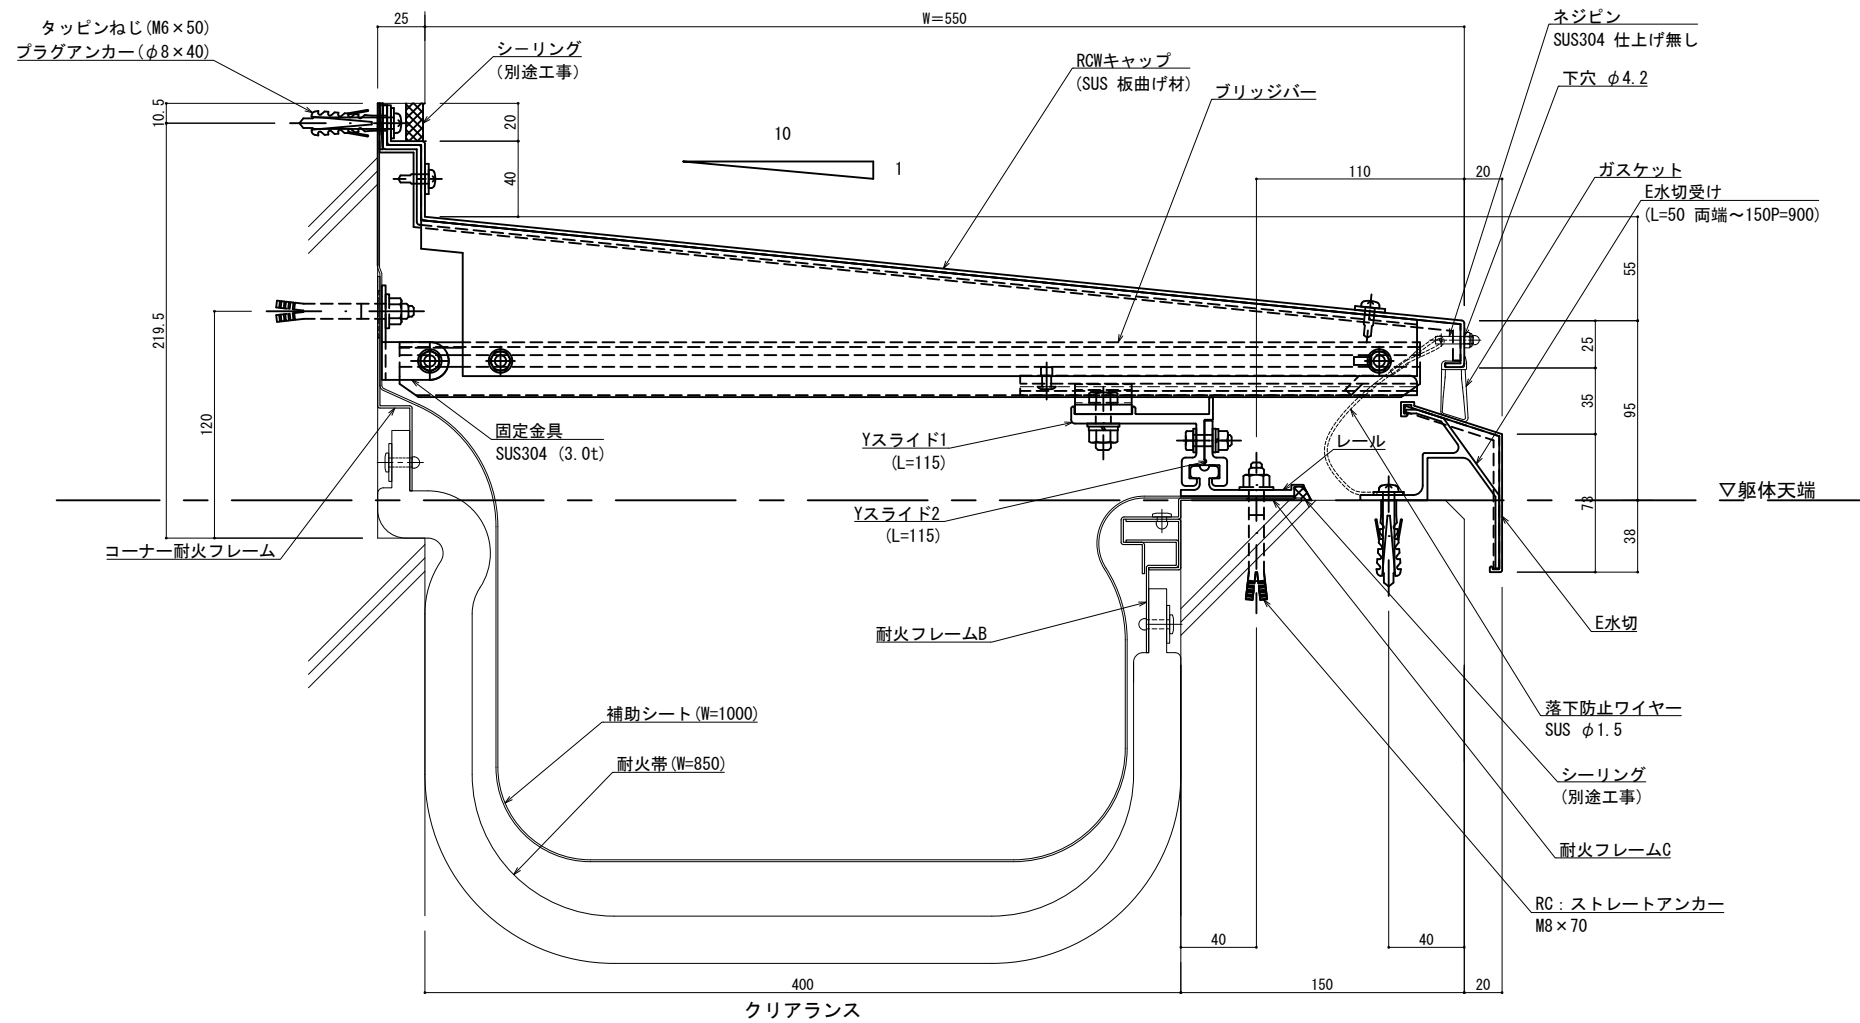 タッピンねじ(M6×50)
プラグアンカー(φ8×40)
25
W=550
シーリング
(別途工事)
RCWキャップ
(SUS 板曲げ材)
ブリッジバー
ネジピン
SUS304 仕上げ無し
下穴 φ4.2
10.5
20
40
10
1
110
20
ガスケット
E水切受け
(L=50 両端～150P=900)
219.5
120
55
25
35
95
73
38
固定金具
SUS304 (3.0t)
Yスライド1
(L=115)
レール
Yスライド2
(L=115)
▽躯体天端
コーナー耐火フレーム
耐火フレームB
E水切
補助シート(W=1000)
耐火帯(W=850)
落下防止ワイヤー
SUS φ1.5
シーリング
(別途工事)
耐火フレームC
RC：ストレートアンカー
M8×70
40
40
400
150
20
クリアランス